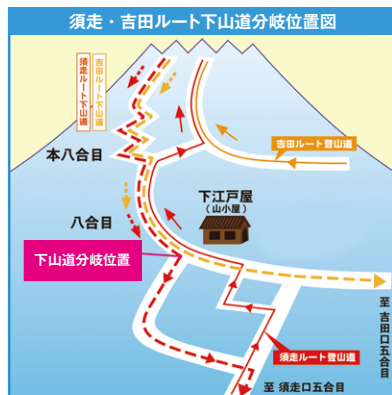 須走・吉田ルート下山道分岐位置図
須走ルート下山道
吉田ルート下山道
本八合目
吉田ルート登山道
下江戸屋
(山小屋)
八合目
下山道分岐位置
至 吉田口五合目
須走ルート登山道
至 須走口五合目